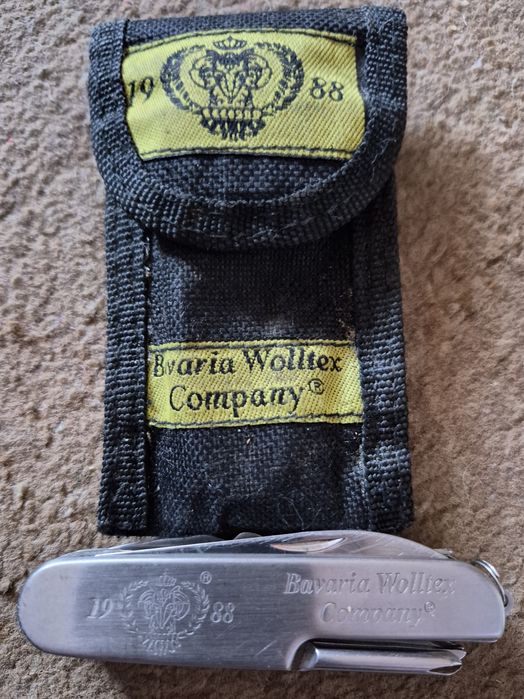 19 88
Bvaria Wolltex
Company®
19 ® 88
Bavaria Wolltex
Company®